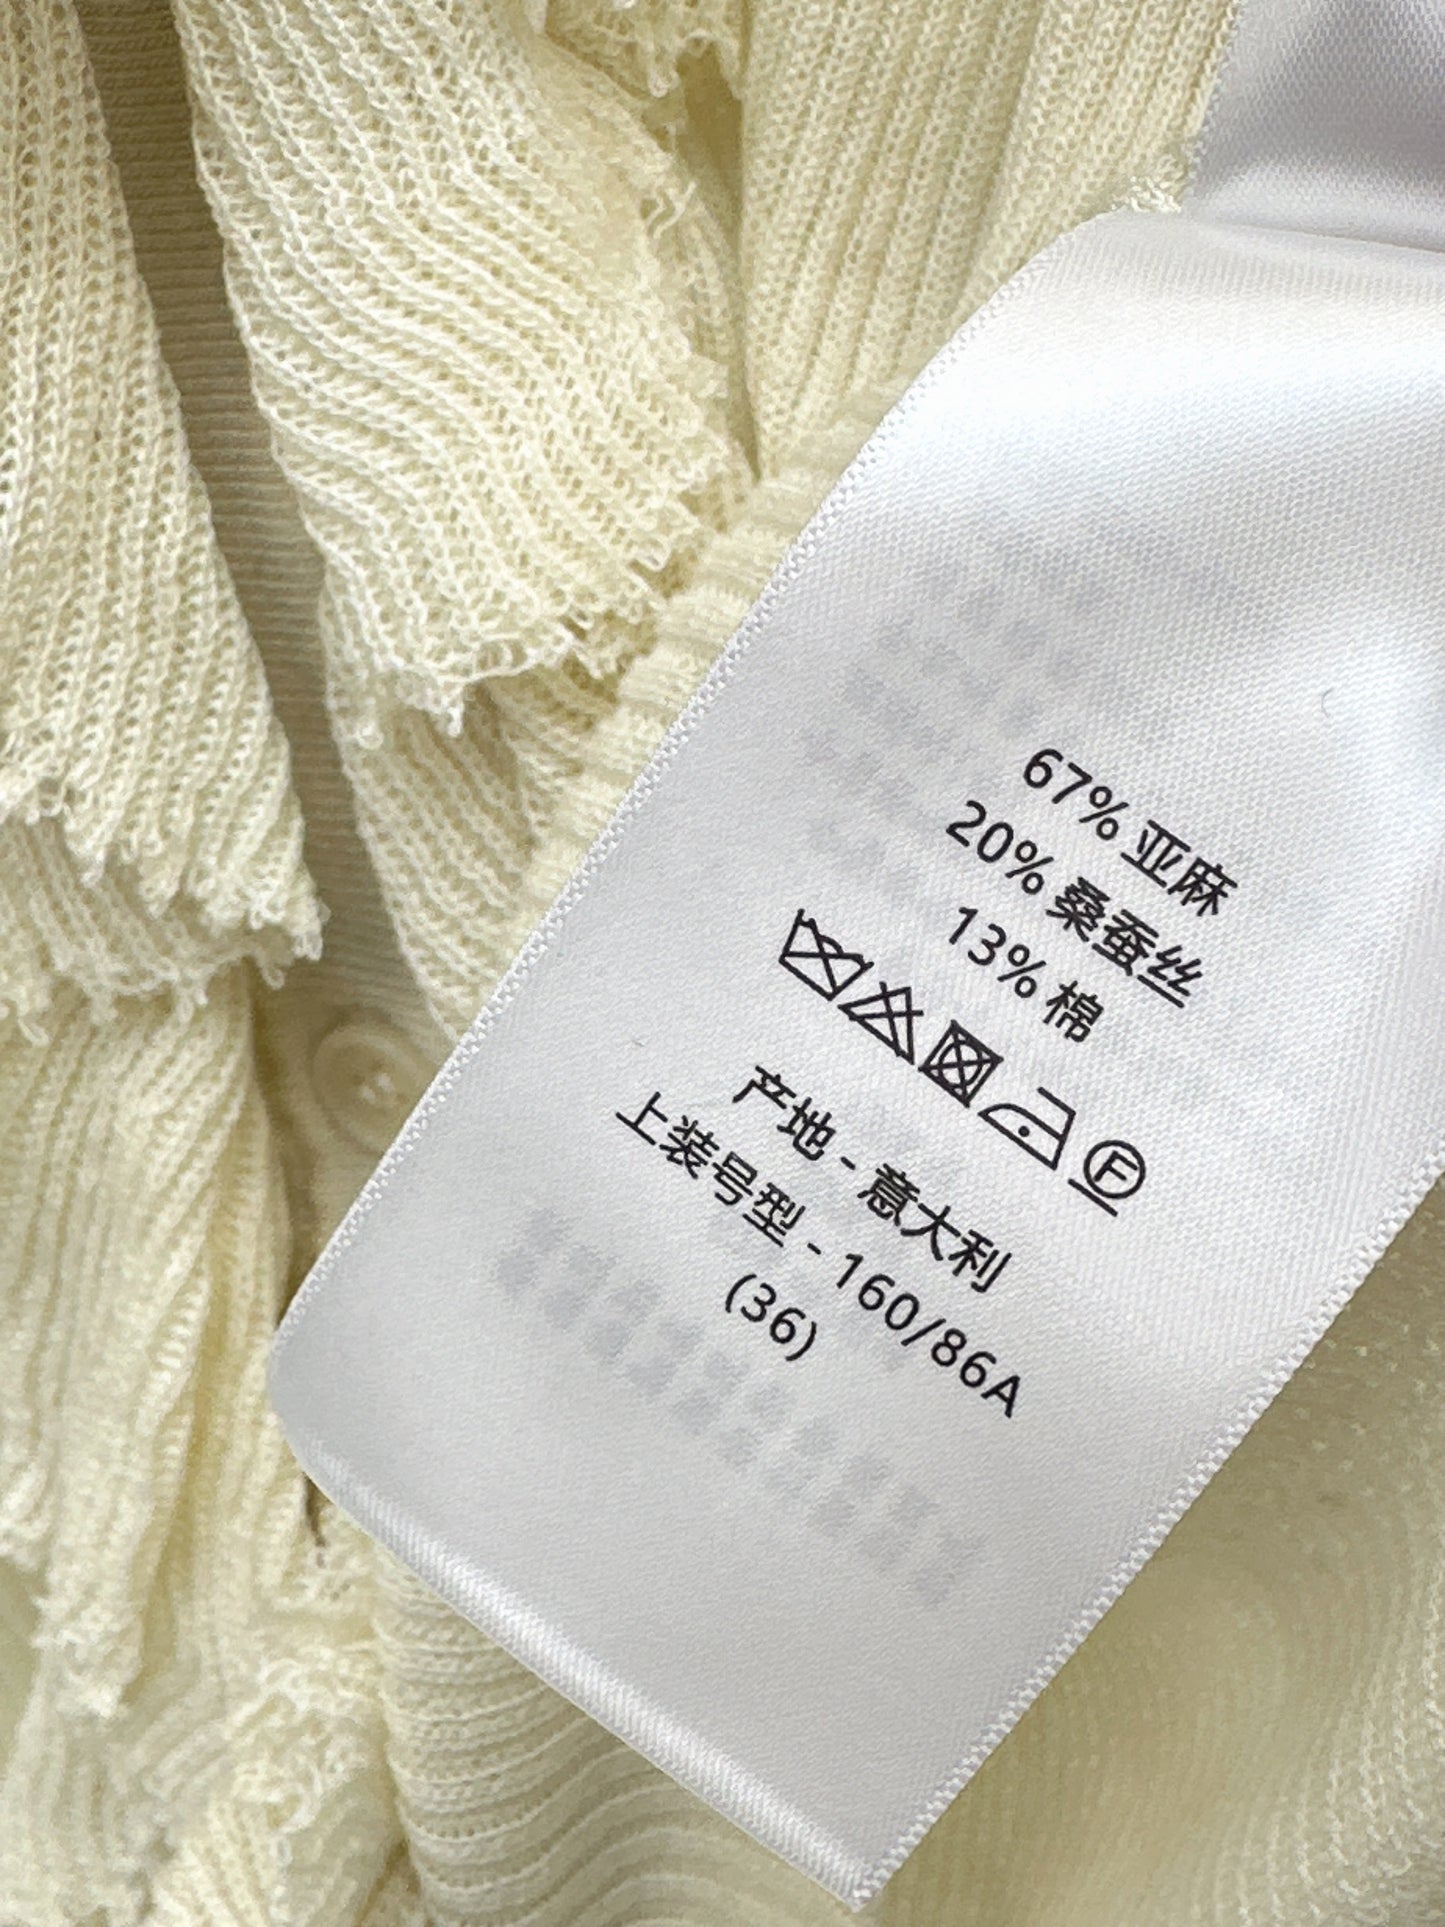 67% 亚麻
20% 桑蚕丝
13% 棉
F
产地 - 意大利
上装号型 - 160/86A
(36)